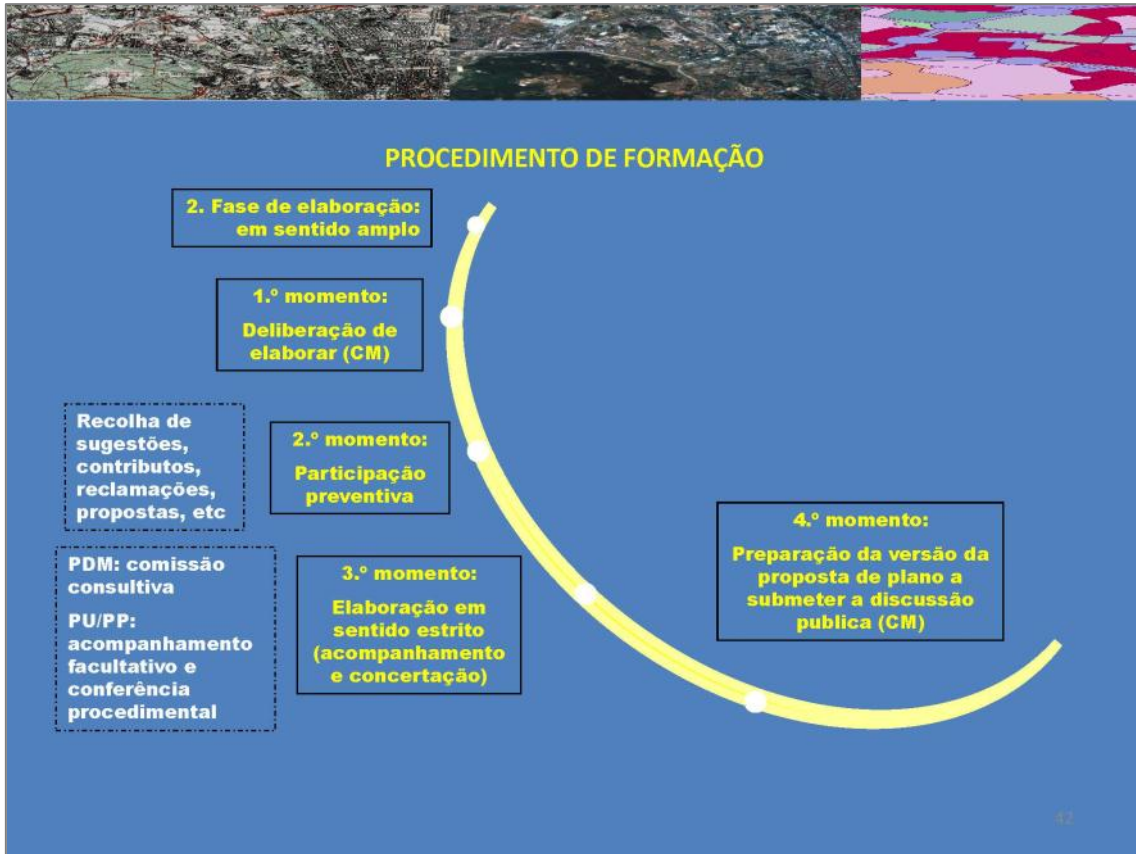 PROCEDIMENTO DE FORMAÇÃO
2. Fase de elaboração:
em sentido amplo
1.º momento:
Deliberação de
elaborar (CM)
Recolha de
sugestões,
contributos,
reclamações,
propostas, etc
2.º momento:
Participação
preventiva
PDM: comissão
consultiva
PU/PP:
acompanhamento
facultativo e
conferência
procedimental
3.º momento:
Elaboração em
sentido estrito
(acompanhamento
e concertação)
4.º momento:
Preparação da versão da
proposta de plano a
submeter a discussão
publica (CM)
42